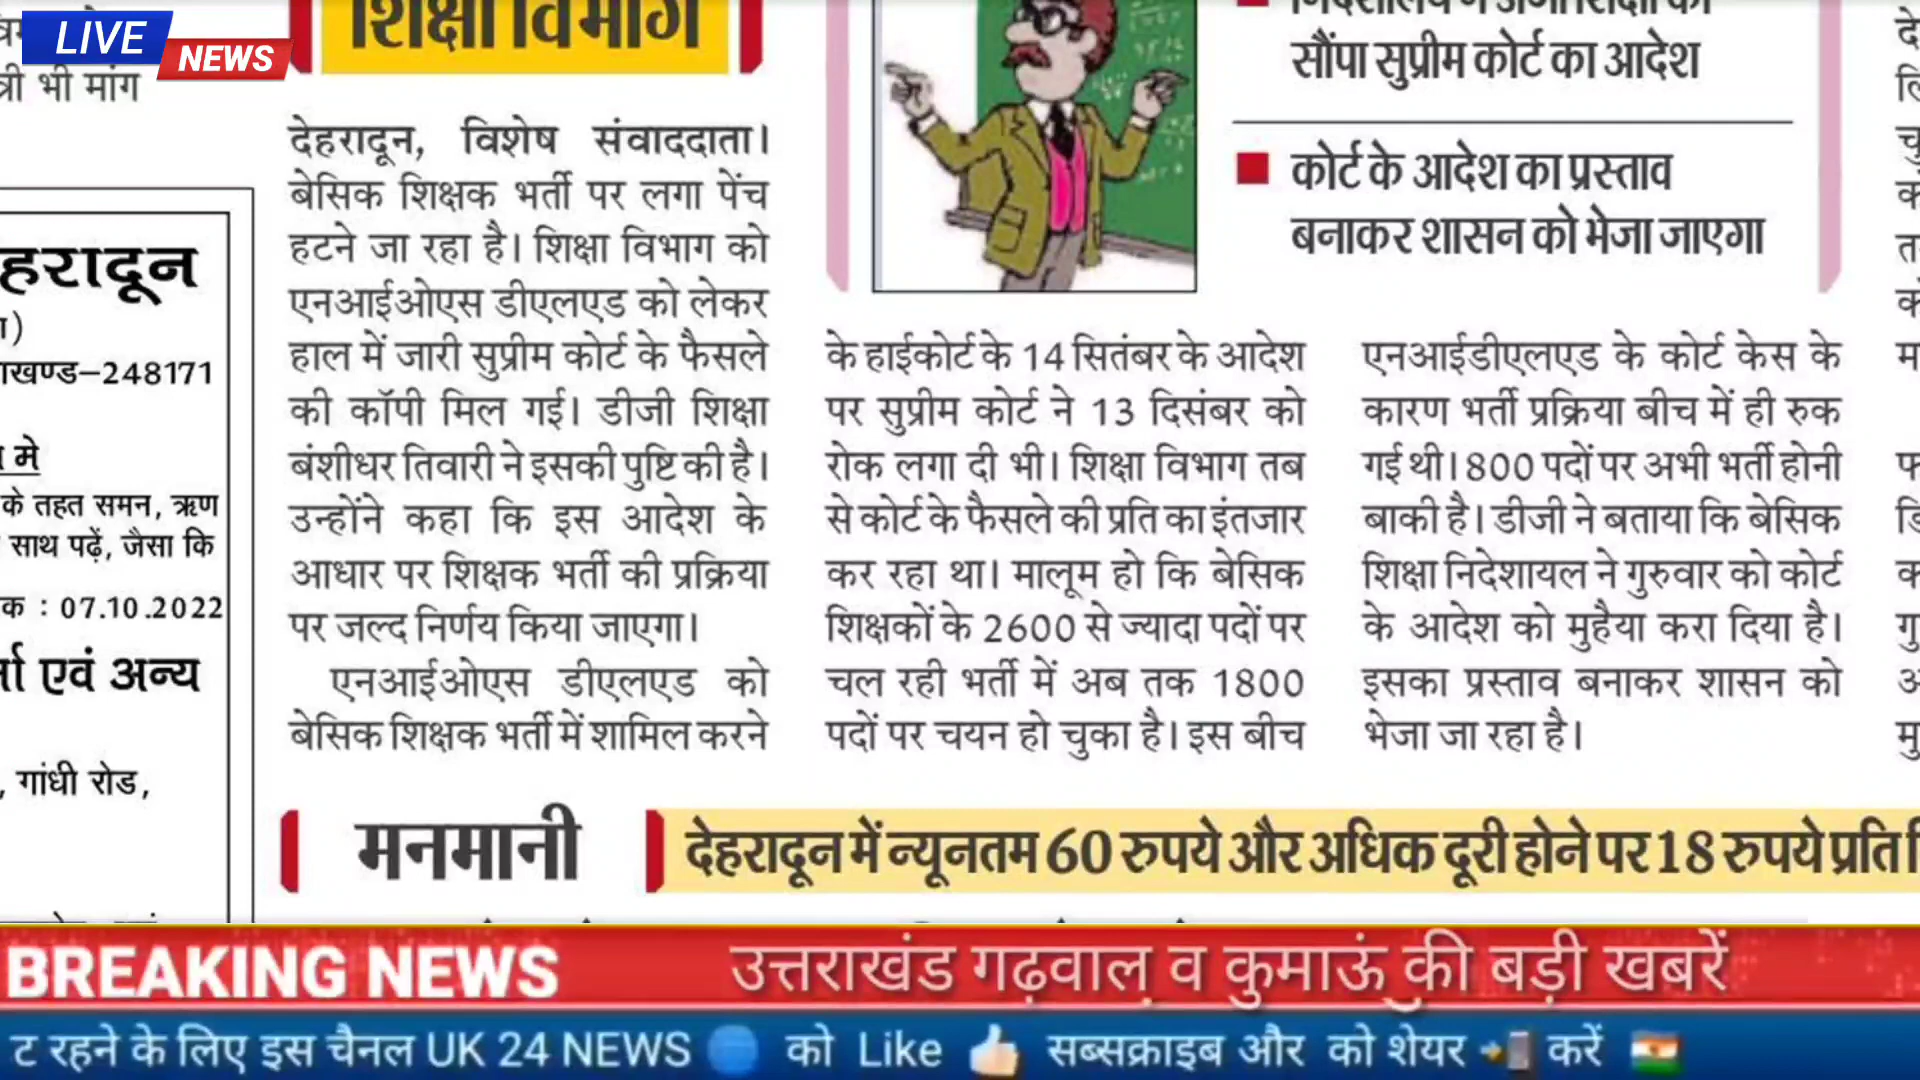 LIVE
NEWS
त्री भी मांग
हरादून
ाखण्ड–248171
मे
के तहत समन, ऋण
साथ पढ़ें, जैसा कि
क : 07.10.2022
र्ता एवं अन्य
, गांधी रोड,
शिक्षा विभाग
देहरादून, विशेष संवाददाता।
बेसिक शिक्षक भर्ती पर लगा पेंच
हटने जा रहा है। शिक्षा विभाग को
एनआईओएस डीएलएड को लेकर
हाल में जारी सुप्रीम कोर्ट के फैसले
की कॉपी मिल गई। डीजी शिक्षा
बंशीधर तिवारी ने इसकी पुष्टि की है।
उन्होंने कहा कि इस आदेश के
आधार पर शिक्षक भर्ती की प्रक्रिया
पर जल्द निर्णय किया जाएगा।
एनआईओएस डीएलएड को
बेसिक शिक्षक भर्ती में शामिल करने
सौंपा सुप्रीम कोर्ट का आदेश
कोर्ट के आदेश का प्रस्ताव
बनाकर शासन को भेजा जाएगा
के हाईकोर्ट के 14 सितंबर के आदेश
पर सुप्रीम कोर्ट ने 13 दिसंबर को
रोक लगा दी भी। शिक्षा विभाग तब
से कोर्ट के फैसले की प्रति का इंतजार
कर रहा था। मालूम हो कि बेसिक
शिक्षकों के 2600 से ज्यादा पदों पर
चल रही भर्ती में अब तक 1800
पदों पर चयन हो चुका है। इस बीच
एनआईडीएलएड के कोर्ट केस के
कारण भर्ती प्रक्रिया बीच में ही रुक
गई थी। 800 पदों पर अभी भर्ती होनी
बाकी है। डीजी ने बताया कि बेसिक
शिक्षा निदेशायल ने गुरुवार को कोर्ट
के आदेश को मुहैया करा दिया है।
इसका प्रस्ताव बनाकर शासन को
भेजा जा रहा है।
मनमानी
देहरादून में न्यूनतम 60 रुपये और अधिक दूरी होने पर 18 रुपये प्रति
BREAKING NEWS
उत्तराखंड गढ़वाल व कुमाऊं की बड़ी खबरें
ट रहने के लिए इस चैनल UK 24 NEWS 🌐 को Like 👍 सब्सक्राइब और को शेयर 📲 करें 🇮🇳